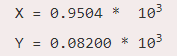 X = 0.9504 *  10³
Y = 0.08200 * 10³